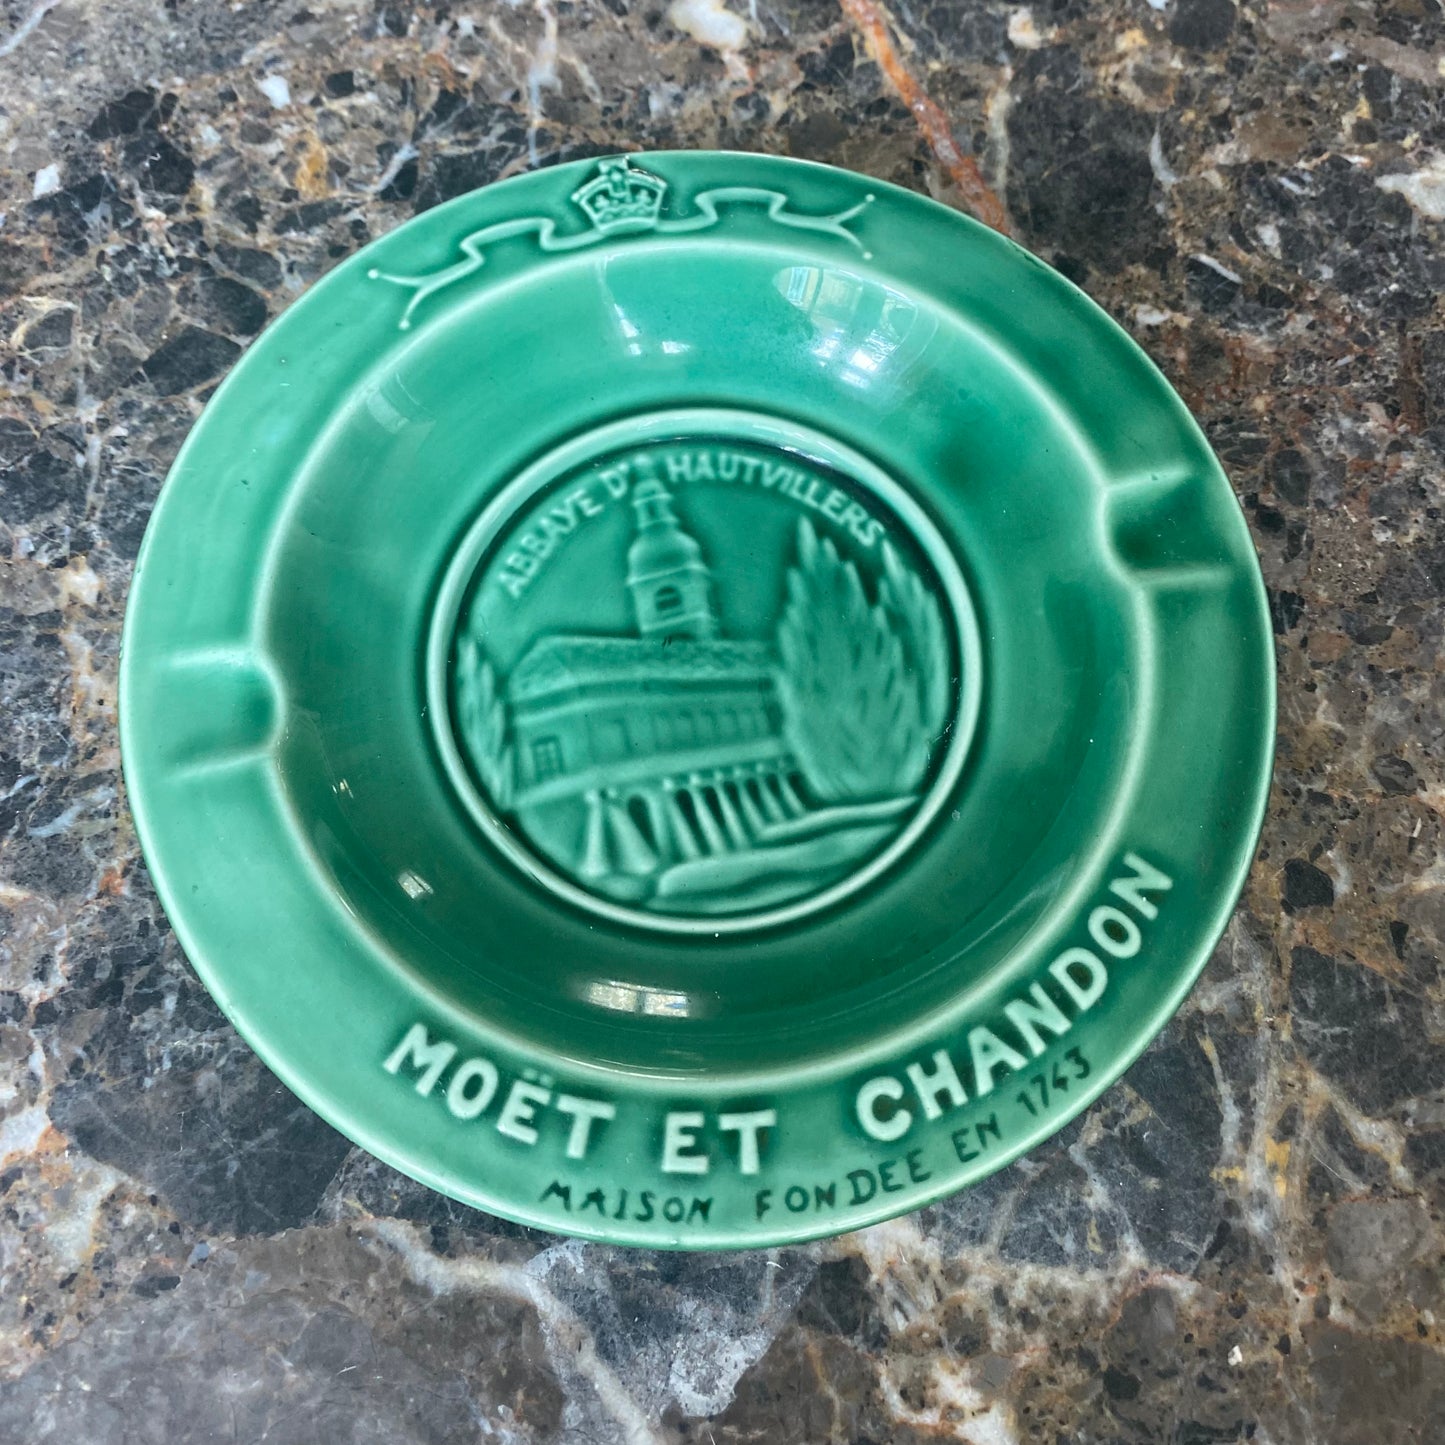 ABBAYE D'HAUTVILLERS
MOËT ET CHANDON
MAISON FONDEE EN 1743